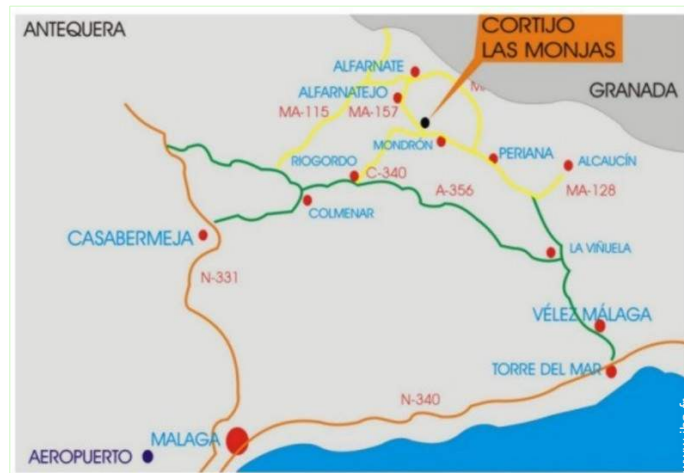 ANTEQUERA
CORTIJO
LAS MONJAS
ALFARNATE
GRANADA
ALFARNATEJO
MA-115
MA-157
MONDRÓN
PERIANA
RIOGORDO
C-340
ALCAUCÍN
A-356
MA-128
COLMENAR
CASABERMEJA
LA VIÑUELA
N-331
VÉLEZ MÁLAGA
TORRE DEL MAR
N-340
MALAGA
AEROPUERTO